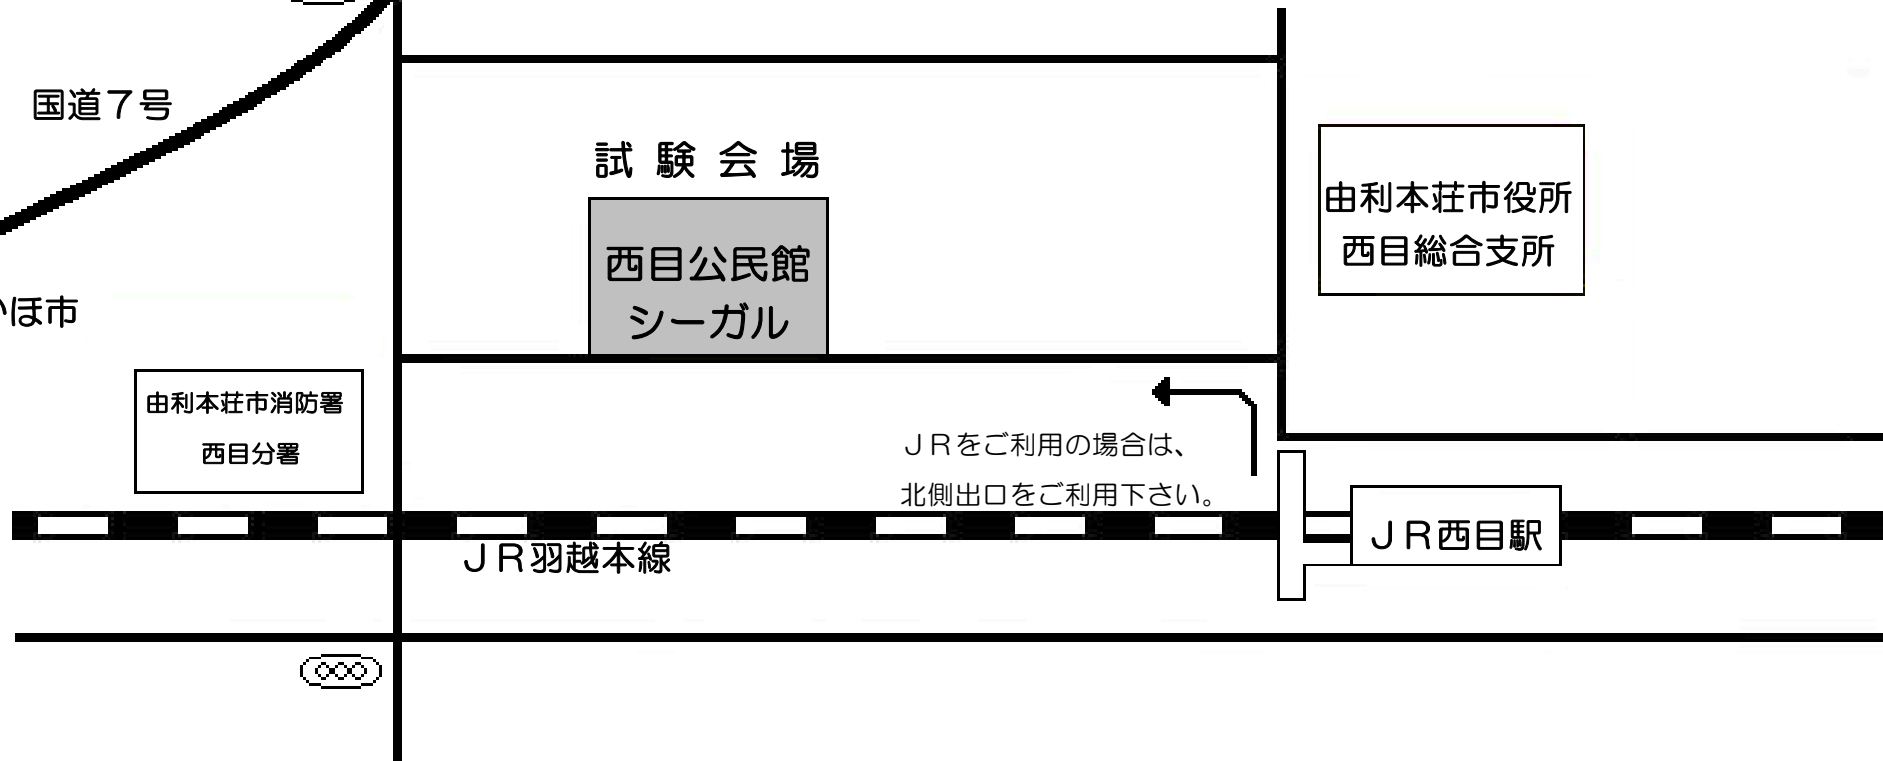 国道７号
試験会場
西目公民館
シーガル
由利本荘市役所
西目総合支所
ほ市
由利本荘市消防署
西目分署
ＪＲをご利用の場合は、
北側出口をご利用下さい。
ＪＲ西目駅
ＪＲ羽越本線